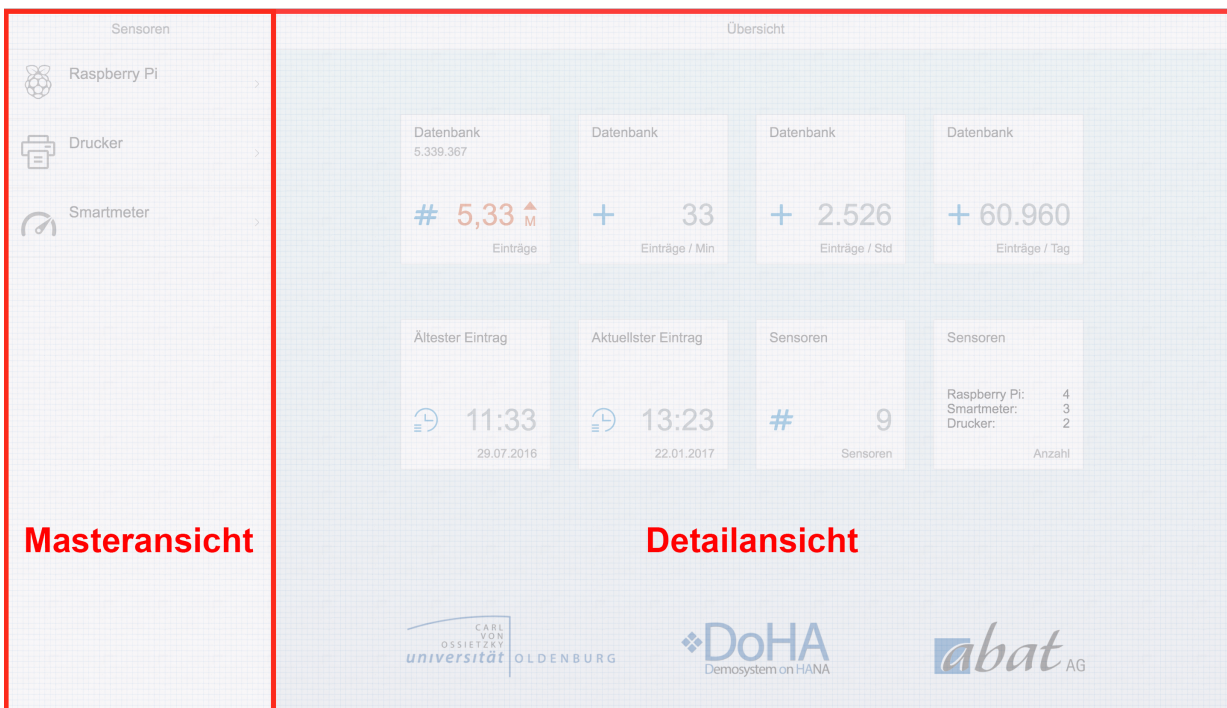 Sensoren
Übersicht
Raspberry Pi
Drucker
Smartmeter
Datenbank
5.339.367
# 5,33 M
Einträge
Datenbank
+ 33
Einträge / Min
Datenbank
+ 2.526
Einträge / Std
Datenbank
+ 60.960
Einträge / Tag
Ältester Eintrag
11:33
29.07.2016
Aktuellster Eintrag
13:23
22.01.2017
Sensoren
# 9
Sensoren
Sensoren
Raspberry Pi: 4
Smartmeter: 3
Drucker: 2
Anzahl
Masteransicht
Detailansicht
CARL
VON
OSSIETZKY
universität OLDENBURG
DoHA
Demosystem on HANA
abat AG